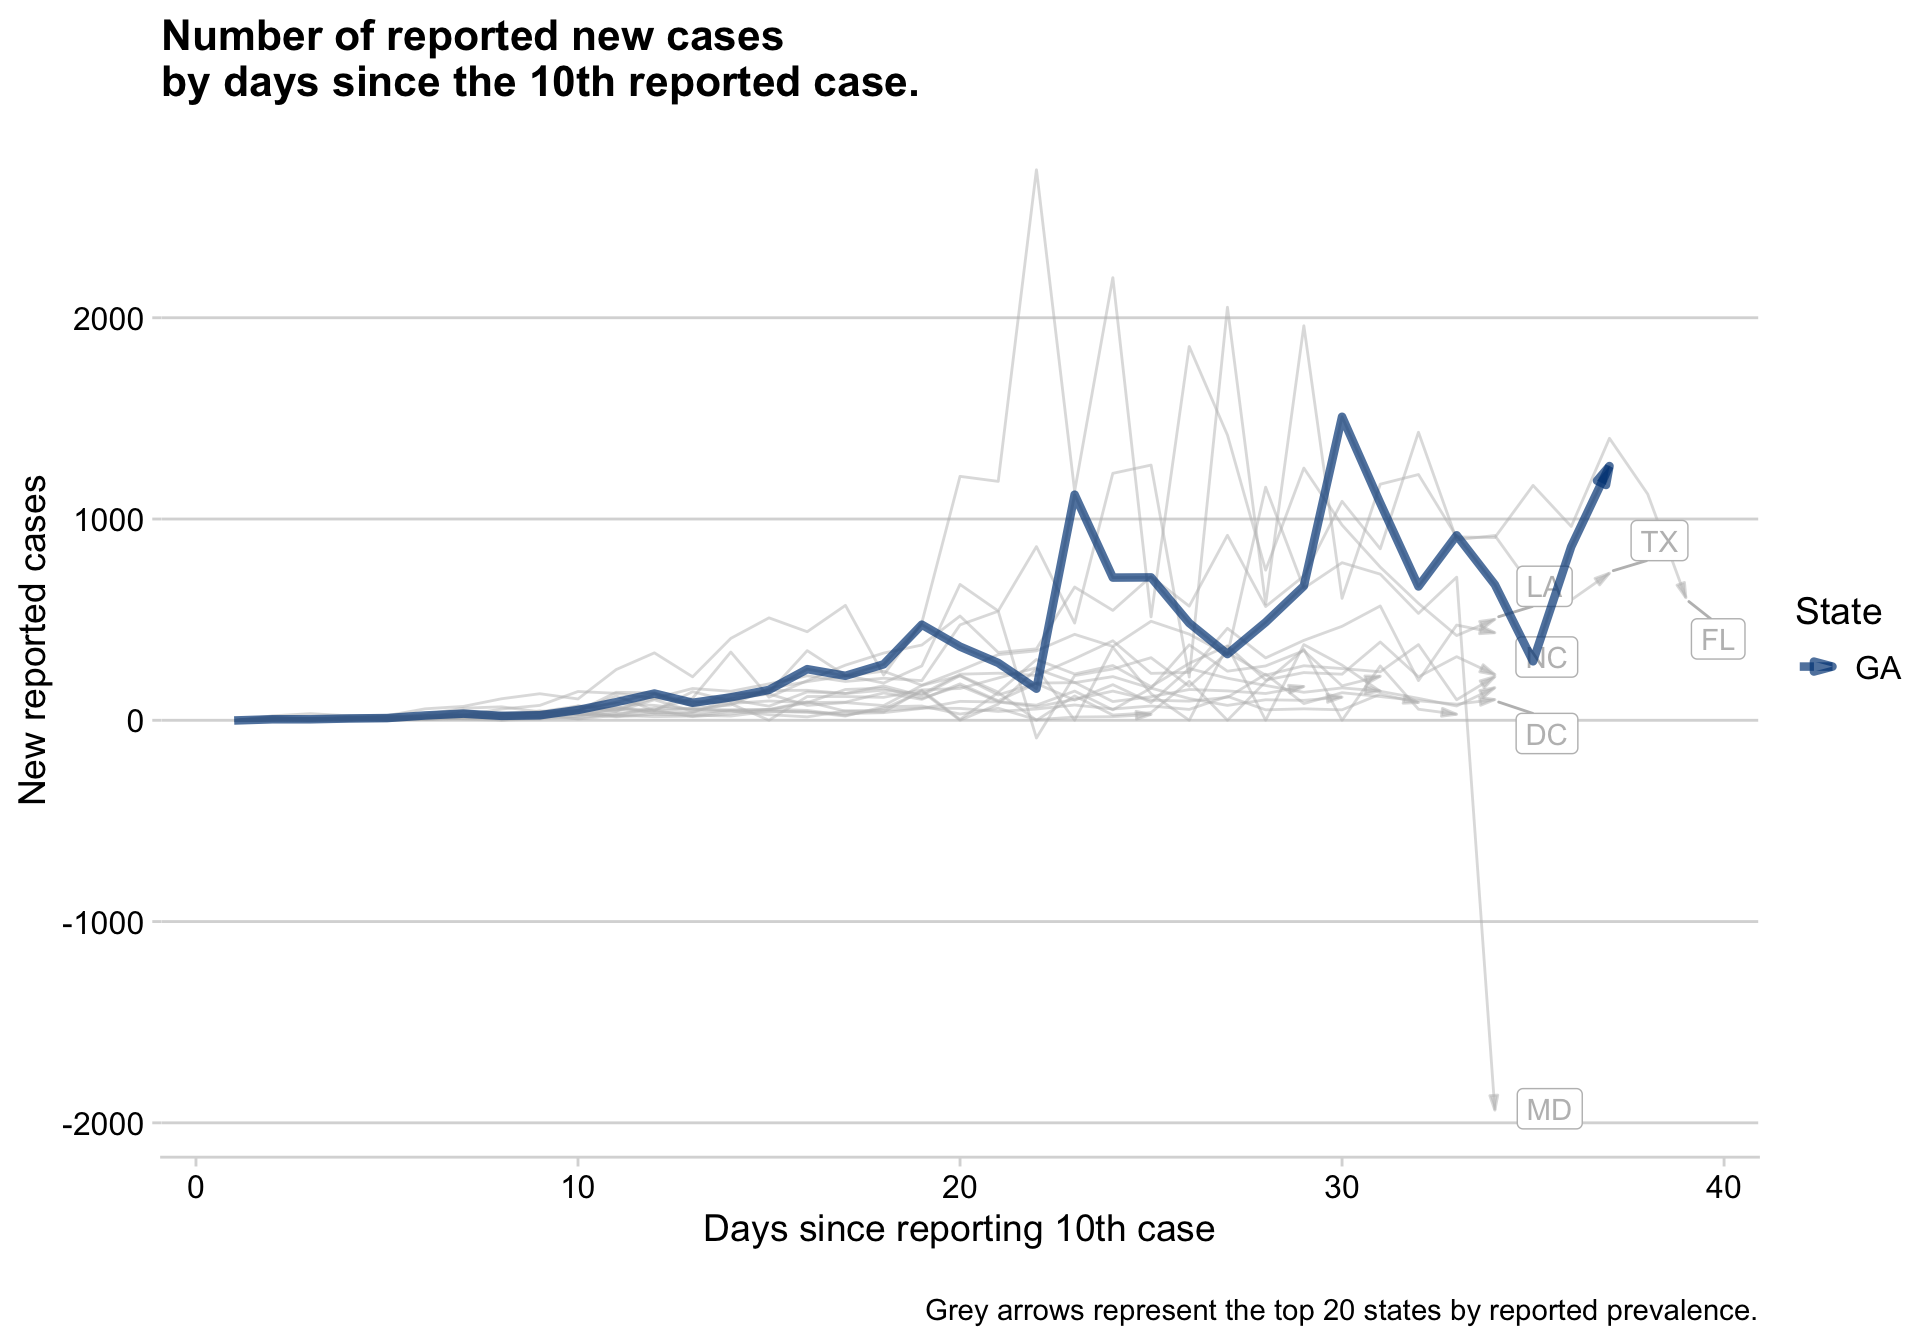 Number of reported new cases
by days since the 10th reported case.
New reported cases
2000
1000
0
-1000
-2000
TX
LA
FL
NC
DC
MD
State
GA
0
10
20
30
40
Days since reporting 10th case
Grey arrows represent the top 20 states by reported prevalence.